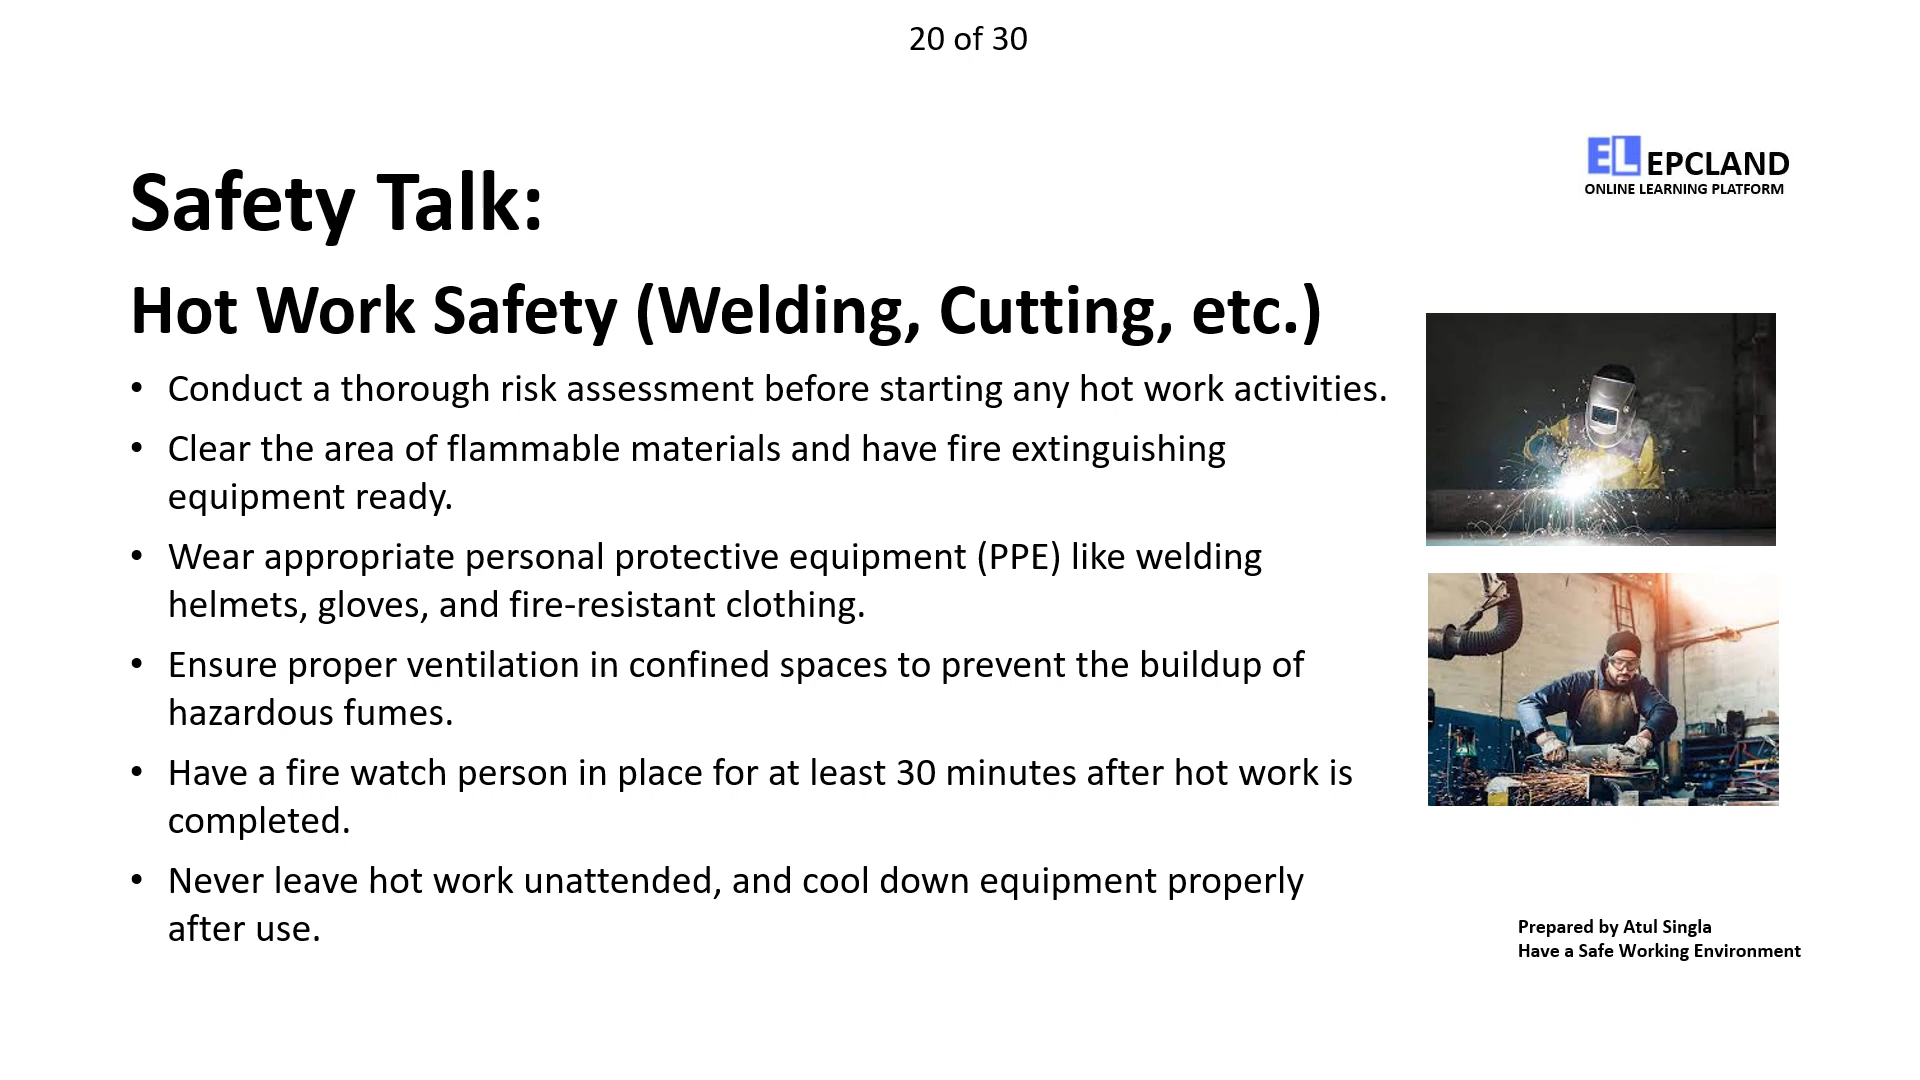 20 of 30
EL EPCLAND
ONLINE LEARNING PLATFORM
Safety Talk:
Hot Work Safety (Welding, Cutting, etc.)
• Conduct a thorough risk assessment before starting any hot work activities.
• Clear the area of flammable materials and have fire extinguishing
equipment ready.
• Wear appropriate personal protective equipment (PPE) like welding
helmets, gloves, and fire-resistant clothing.
• Ensure proper ventilation in confined spaces to prevent the buildup of
hazardous fumes.
• Have a fire watch person in place for at least 30 minutes after hot work is
completed.
• Never leave hot work unattended, and cool down equipment properly
after use.
Prepared by Atul Singla
Have a Safe Working Environment